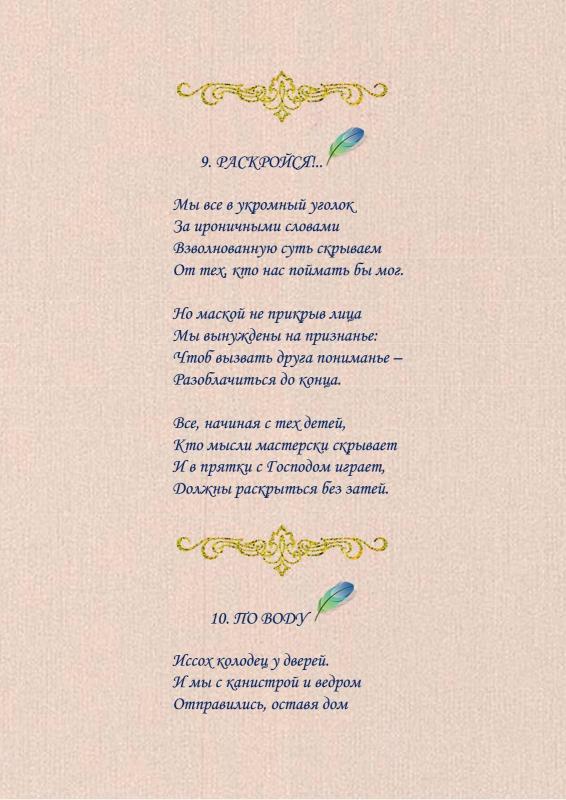 9. РАСКРОЙСЯ!..
Мы все в укромный уголок
За ироничными словами
Взволнованную суть скрываем
От тех, кто нас поймать бы мог.
Но маской не прикрыв лица
Мы вынуждены на признанье:
Чтоб вызвать друга пониманье –
Разоблачиться до конца.
Все, начиная с тех детей,
Кто мысли мастерски скрывает
И в прятки с Господом играет,
Должны раскрыться без затей.
10. ПО ВОДУ
Иссох колодец у дверей.
И мы с канистрой и ведром
Отправились, оставя дом